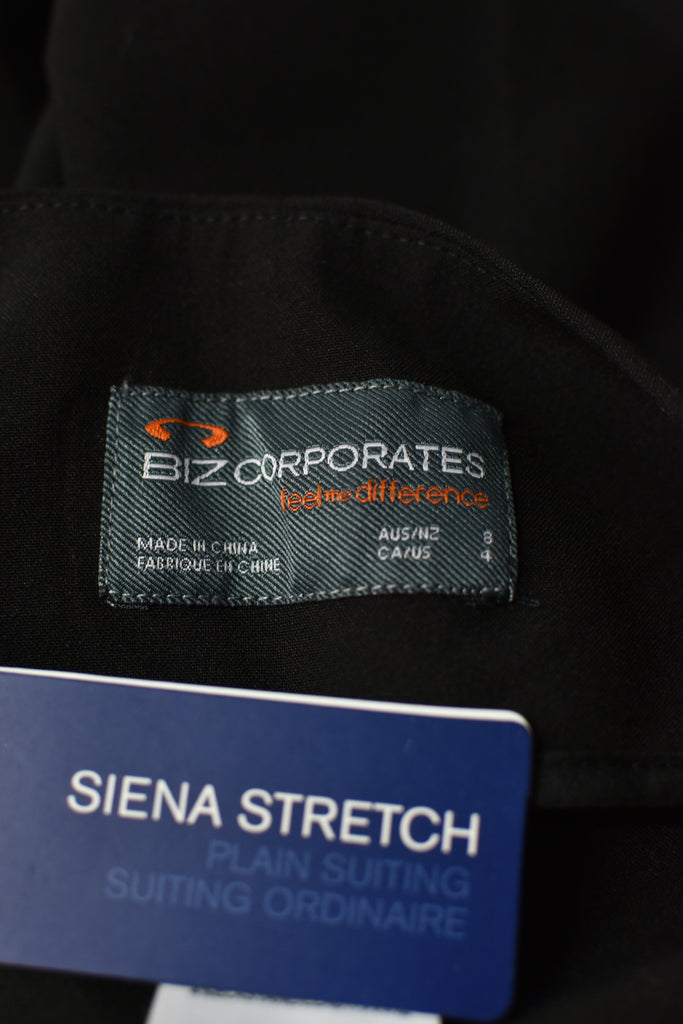 BIZ CORPORATES
feel the difference
MADE IN CHINA
FABRIQUE EN CHINE
AUS/NZ 8
CA/US 4
SIENA STRETCH
PLAIN SUITING
SUITING ORDINAIRE